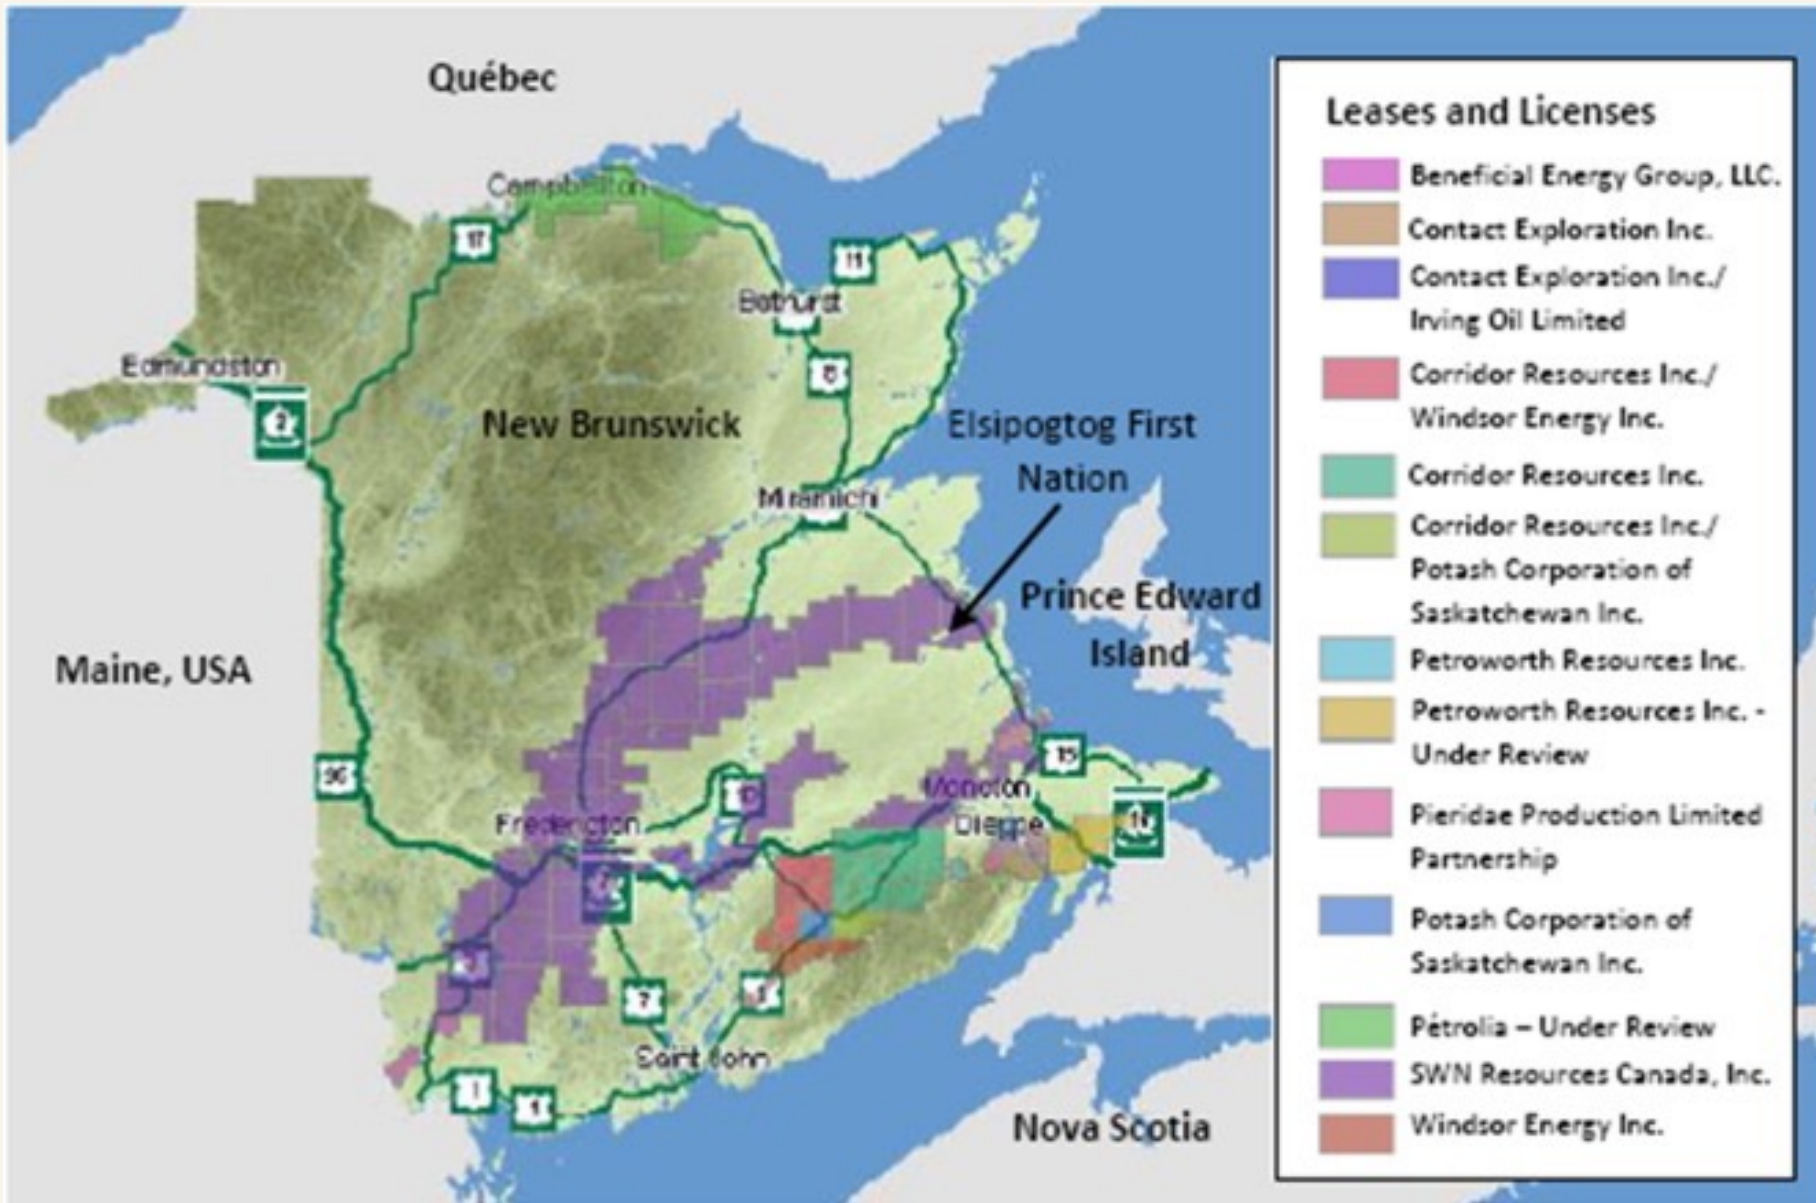 Québec
Campbellton
17
11
Bathurst
Edmundston
8
2
New Brunswick
Elsipogtog First
Nation
Miramichi
Prince Edward
Island
Maine, USA
15
95
10
Moncton
Fredericton
Dieppe
16
2
3
7
1
Saint John
1
1
Nova Scotia
Leases and Licenses
Beneficial Energy Group, LLC.
Contact Exploration Inc.
Contact Exploration Inc./
Irving Oil Limited
Corridor Resources Inc./
Windsor Energy Inc.
Corridor Resources Inc.
Corridor Resources Inc./
Potash Corporation of
Saskatchewan Inc.
Petroworth Resources Inc.
Petroworth Resources Inc. -
Under Review
Pieridae Production Limited
Partnership
Potash Corporation of
Saskatchewan Inc.
Pétrolia – Under Review
SWN Resources Canada, Inc.
Windsor Energy Inc.